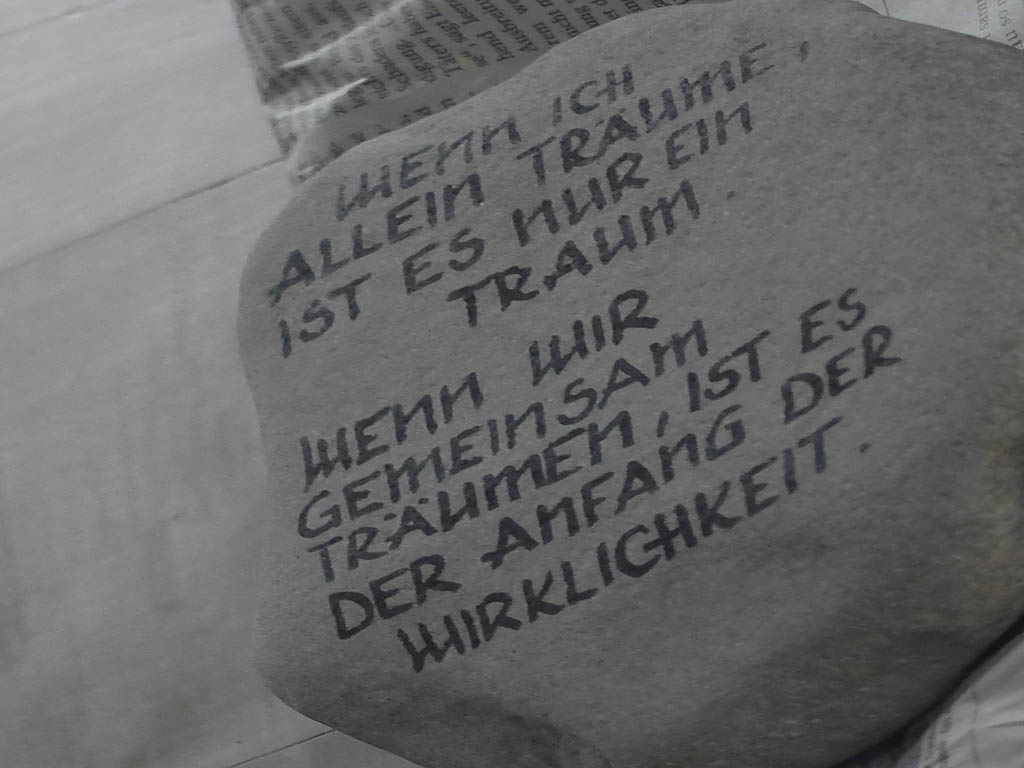 WENN ICH
ALLEIN TRÄUME,
IST ES NUR EIN
TRAUM.
WENN WIR
GEMEINSAM
TRÄUMEN, IST ES
DER ANFANG DER
WIRKLICHKEIT.